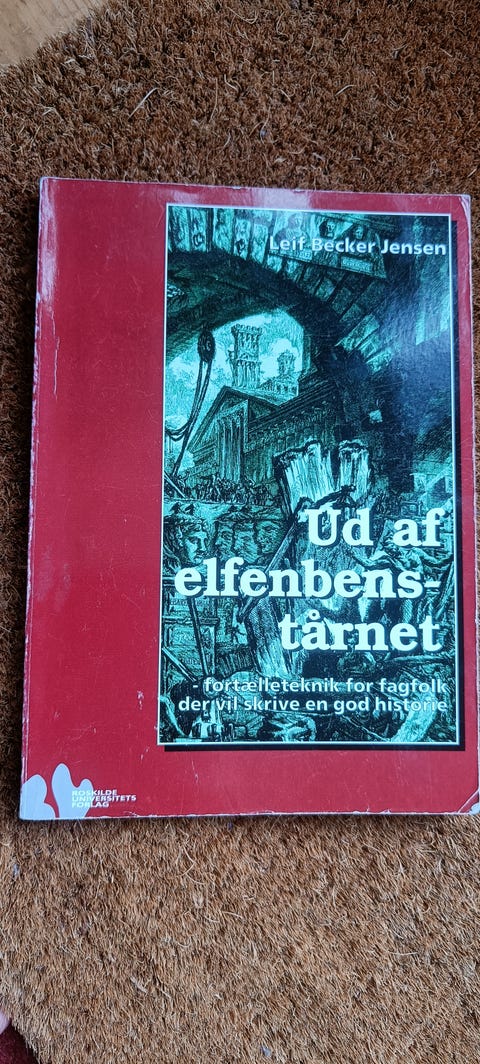 Leif Becker Jensen
Ud af
elfenbens-
tårnet
- fortælleteknik for fagfolk
der vil skrive en god historie
ROSKILDE
UNIVERSITETS
FORLAG